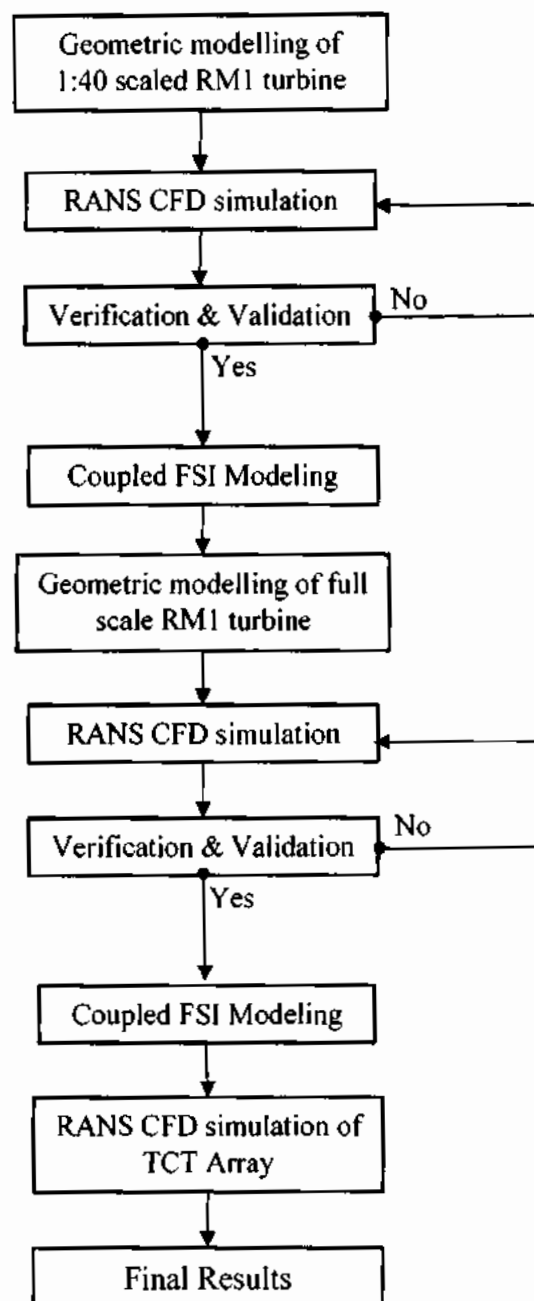 Geometric modelling of
1:40 scaled RM1 turbine
RANS CFD simulation
Verification & Validation
No
Yes
Coupled FSI Modeling
Geometric modelling of full
scale RM1 turbine
RANS CFD simulation
Verification & Validation
No
Yes
Coupled FSI Modeling
RANS CFD simulation of
TCT Array
Final Results